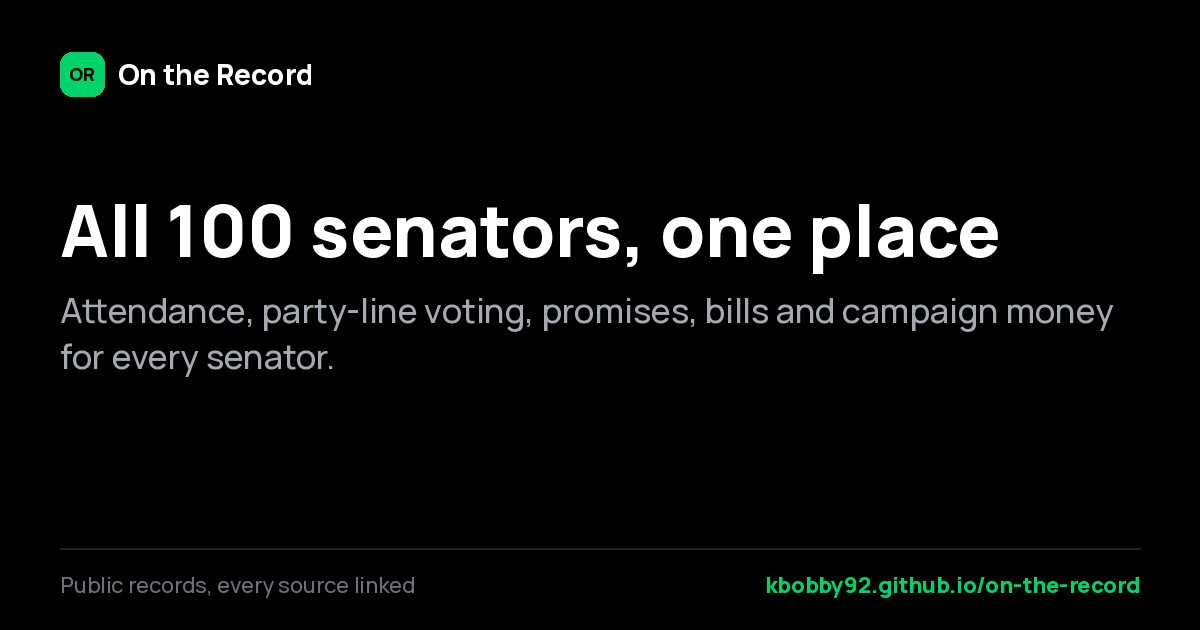 OR On the Record
All 100 senators, one place
Attendance, party-line voting, promises, bills and campaign money
for every senator.
Public records, every source linked
kbobby92.github.io/on-the-record